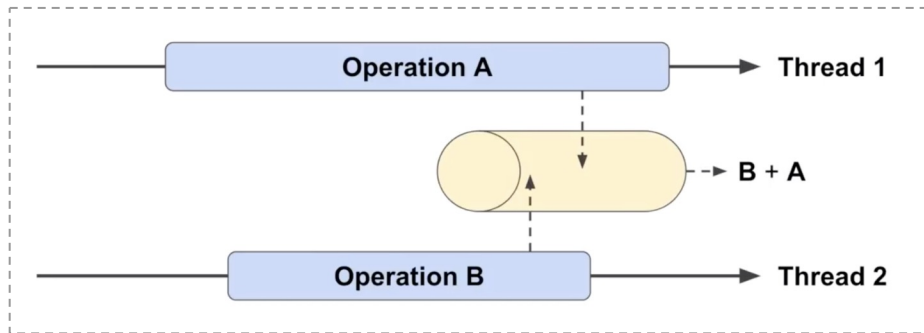 Operation A
Thread 1
B + A
Operation B
Thread 2